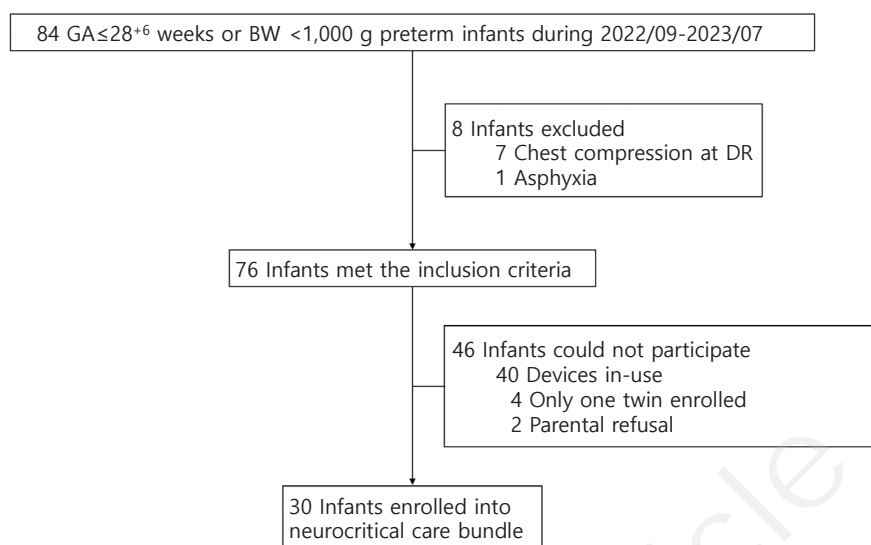 84 GA≤28⁺⁶ weeks or BW <1,000 g preterm infants during 2022/09-2023/07
8 Infants excluded
7 Chest compression at DR
1 Asphyxia
76 Infants met the inclusion criteria
46 Infants could not participate
40 Devices in-use
4 Only one twin enrolled
2 Parental refusal
30 Infants enrolled into
neurocritical care bundle